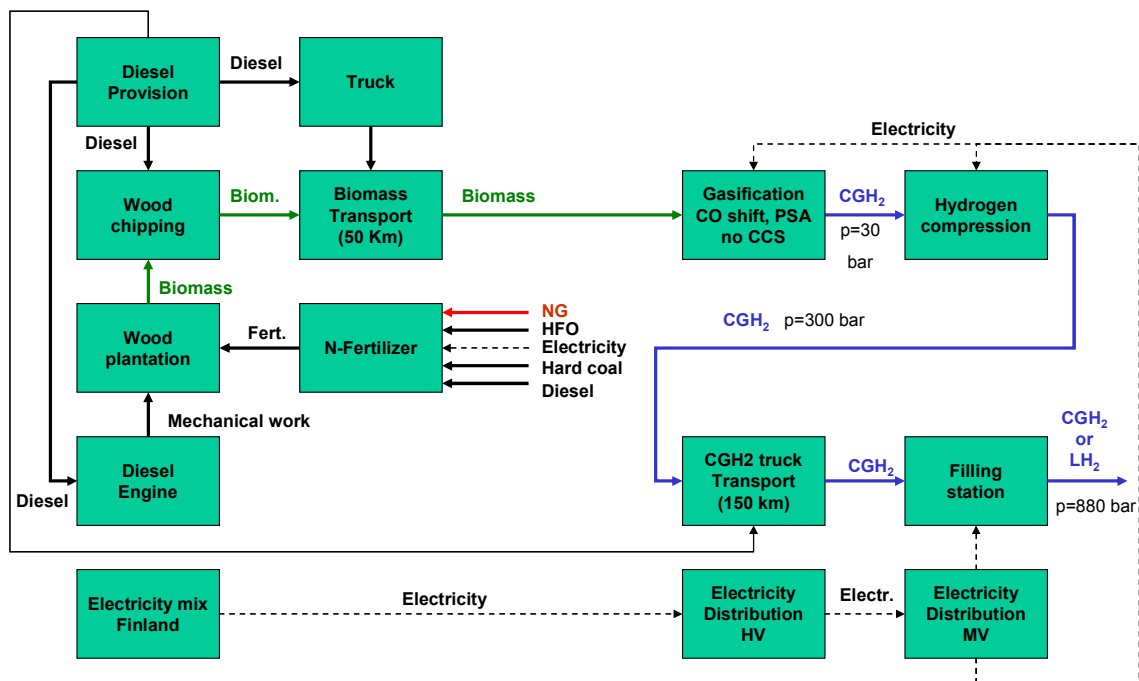 Diesel
Provision
Diesel
Truck
Diesel
Electricity
Wood
chipping
Biom.
Biomass
Transport
(50 Km)
Biomass
Gasification
CO shift, PSA
no CCS
CGH₂
p=30
bar
Hydrogen
compression
Biomass
Wood
plantation
Fert.
N-Fertilizer
NG
HFO
Electricity
Hard coal
Diesel
CGH₂ p=300 bar
Mechanical work
Diesel
Diesel
Engine
CGH2 truck
Transport
(150 km)
CGH₂
Filling
station
CGH₂
or
LH₂
p=880 bar
Electricity mix
Finland
Electricity
Electricity
Distribution
HV
Electr.
Electricity
Distribution
MV